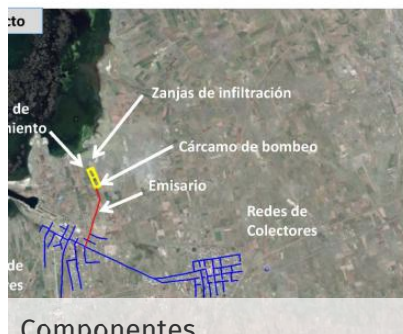 cto
Zanjas de infiltración
de
miento
Cárcamo de bombeo
Emisario
Redes de
Colectores
de
res
Componentes